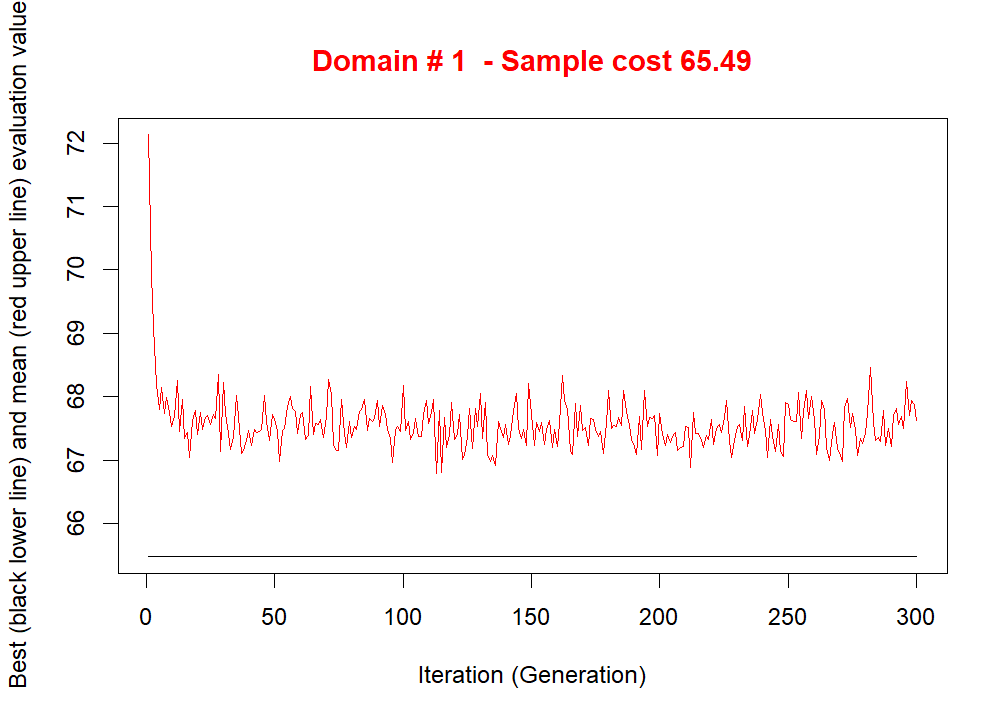 Domain # 1  - Sample cost 65.49
Best (black lower line) and mean (red upper line) evaluation value
72
71
70
69
68
67
66
0 50 100 150 200 250 300
Iteration (Generation)